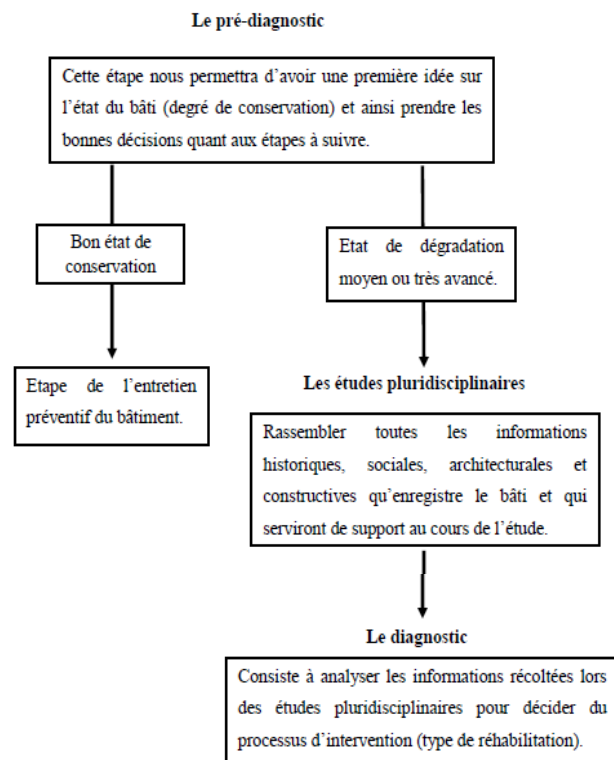 Le pré-diagnostic
Cette étape nous permettra d'avoir une première idée sur
l'état du bâti (degré de conservation) et ainsi prendre les
bonnes décisions quant aux étapes à suivre.
Bon état de
conservation
Etat de dégradation
moyen ou très avancé.
Etape de l'entretien
préventif du bâtiment.
Les études pluridisciplinaires
Rassembler toutes les informations
historiques, sociales, architecturales et
constructives qu'enregistre le bâti et qui
serviront de support au cours de l'étude.
Le diagnostic
Consiste à analyser les informations récoltées lors
des études pluridisciplinaires pour décider du
processus d'intervention (type de réhabilitation).